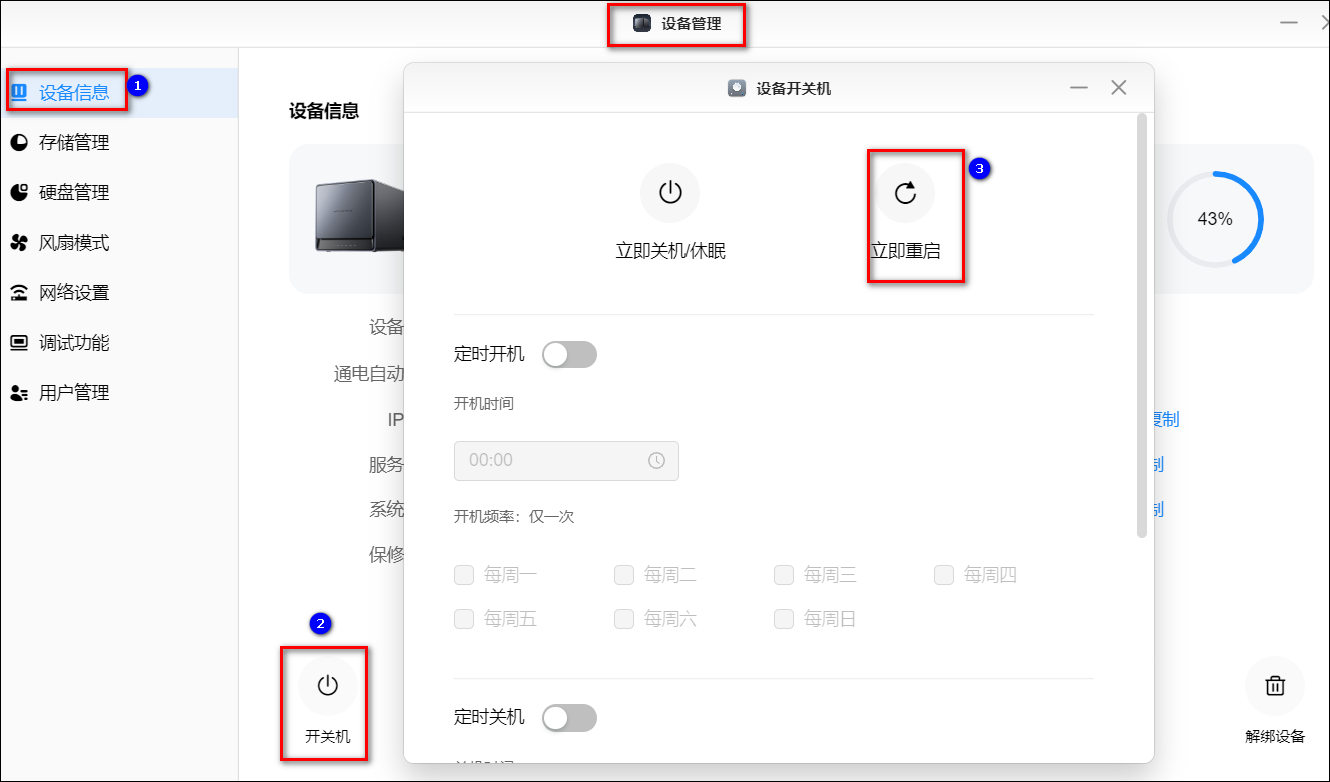 设备管理
设备信息
1
存储管理
硬盘管理
风扇模式
网络设置
调试功能
用户管理
设备信息
43%
设备
通电自动
IP
服务
系统
保修
复制
制
制
2
开关机
解绑设备
设备开关机
立即关机/休眠
立即重启
3
定时开机
开机时间
00:00
开机频率：仅一次
每周一 每周二 每周三 每周四
每周五 每周六 每周日
定时关机